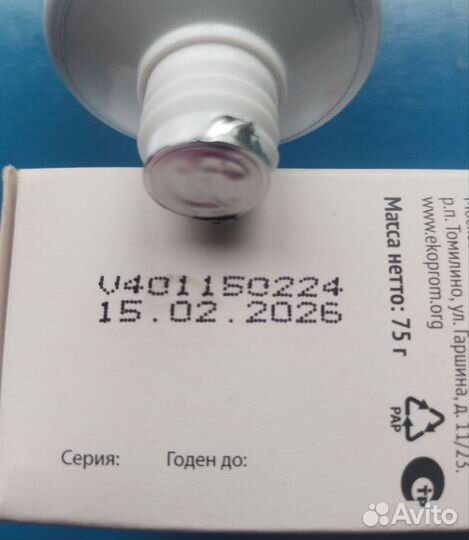 V401150224
15.02.2026
Серия: Годен до:
р.п. Томилино, ул. Гаршина, д. 11/23.
www.ekoprom.org
Масса нетто: 75 г
PAP
Avito